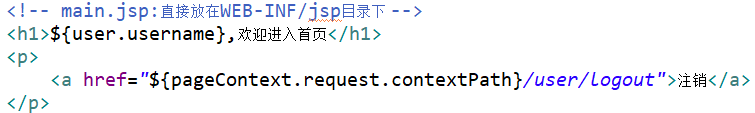 <!-- main.jsp:直接放在WEB-INF/jsp目录下 -->
<h1>${user.username},欢迎进入首页</h1>
<p>
    <a href="${pageContext.request.contextPath}/user/logout">注销</a>
</p>